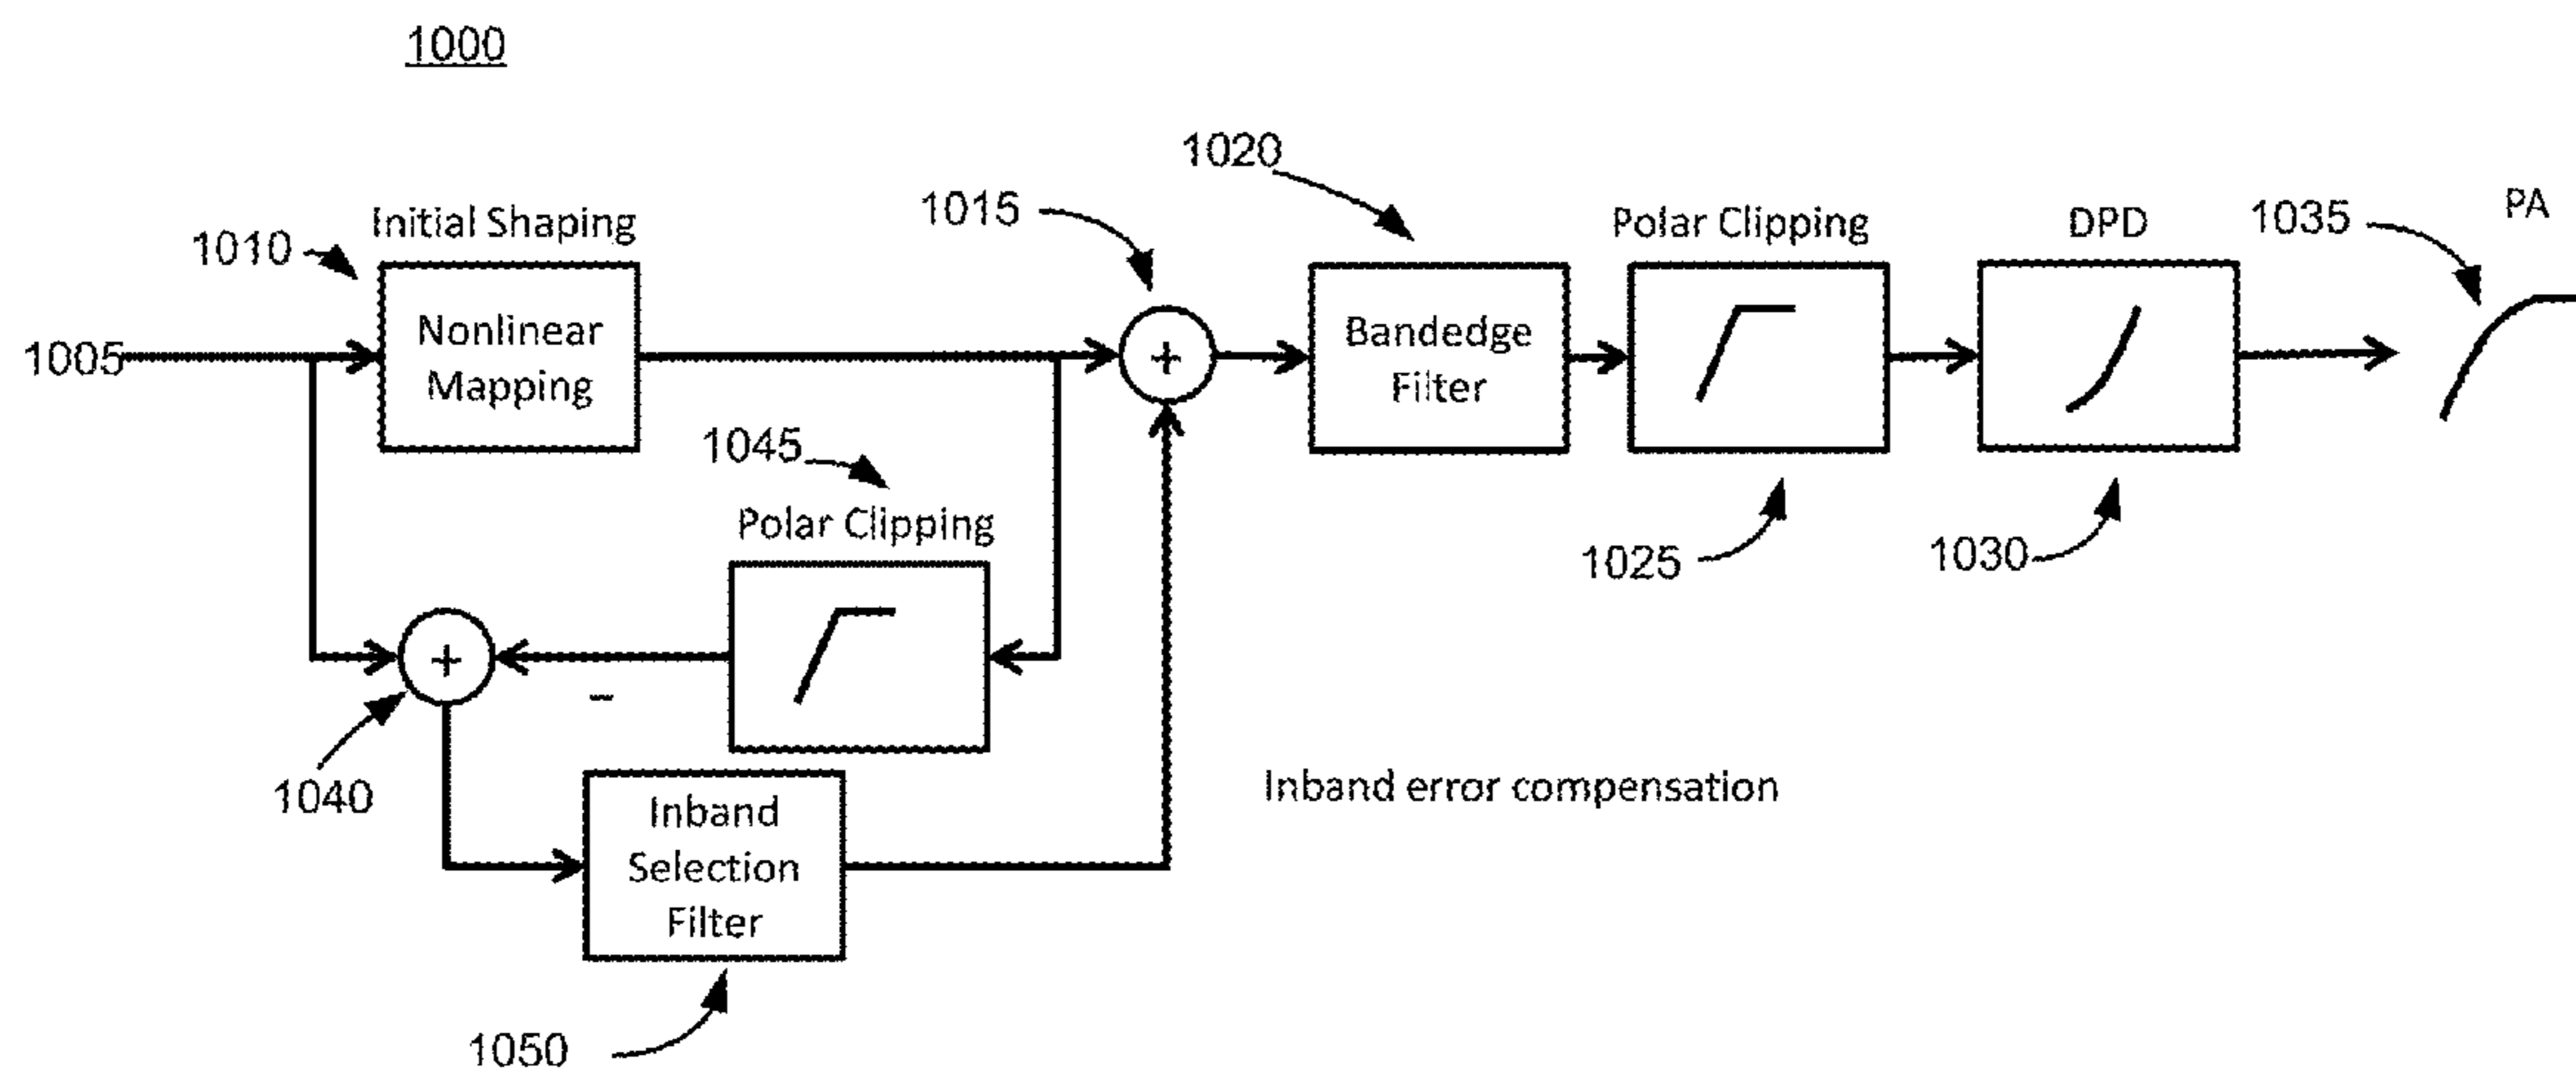 1000
1020
1015
PA
1035
Initial Shaping
Polar Clipping
DPD
1010
Nonlinear
Mapping
+
Bandedge
Filter
1005
1045
Polar Clipping
1025
1030
+
–
1040
Inband
Selection
Filter
Inband error compensation
1050